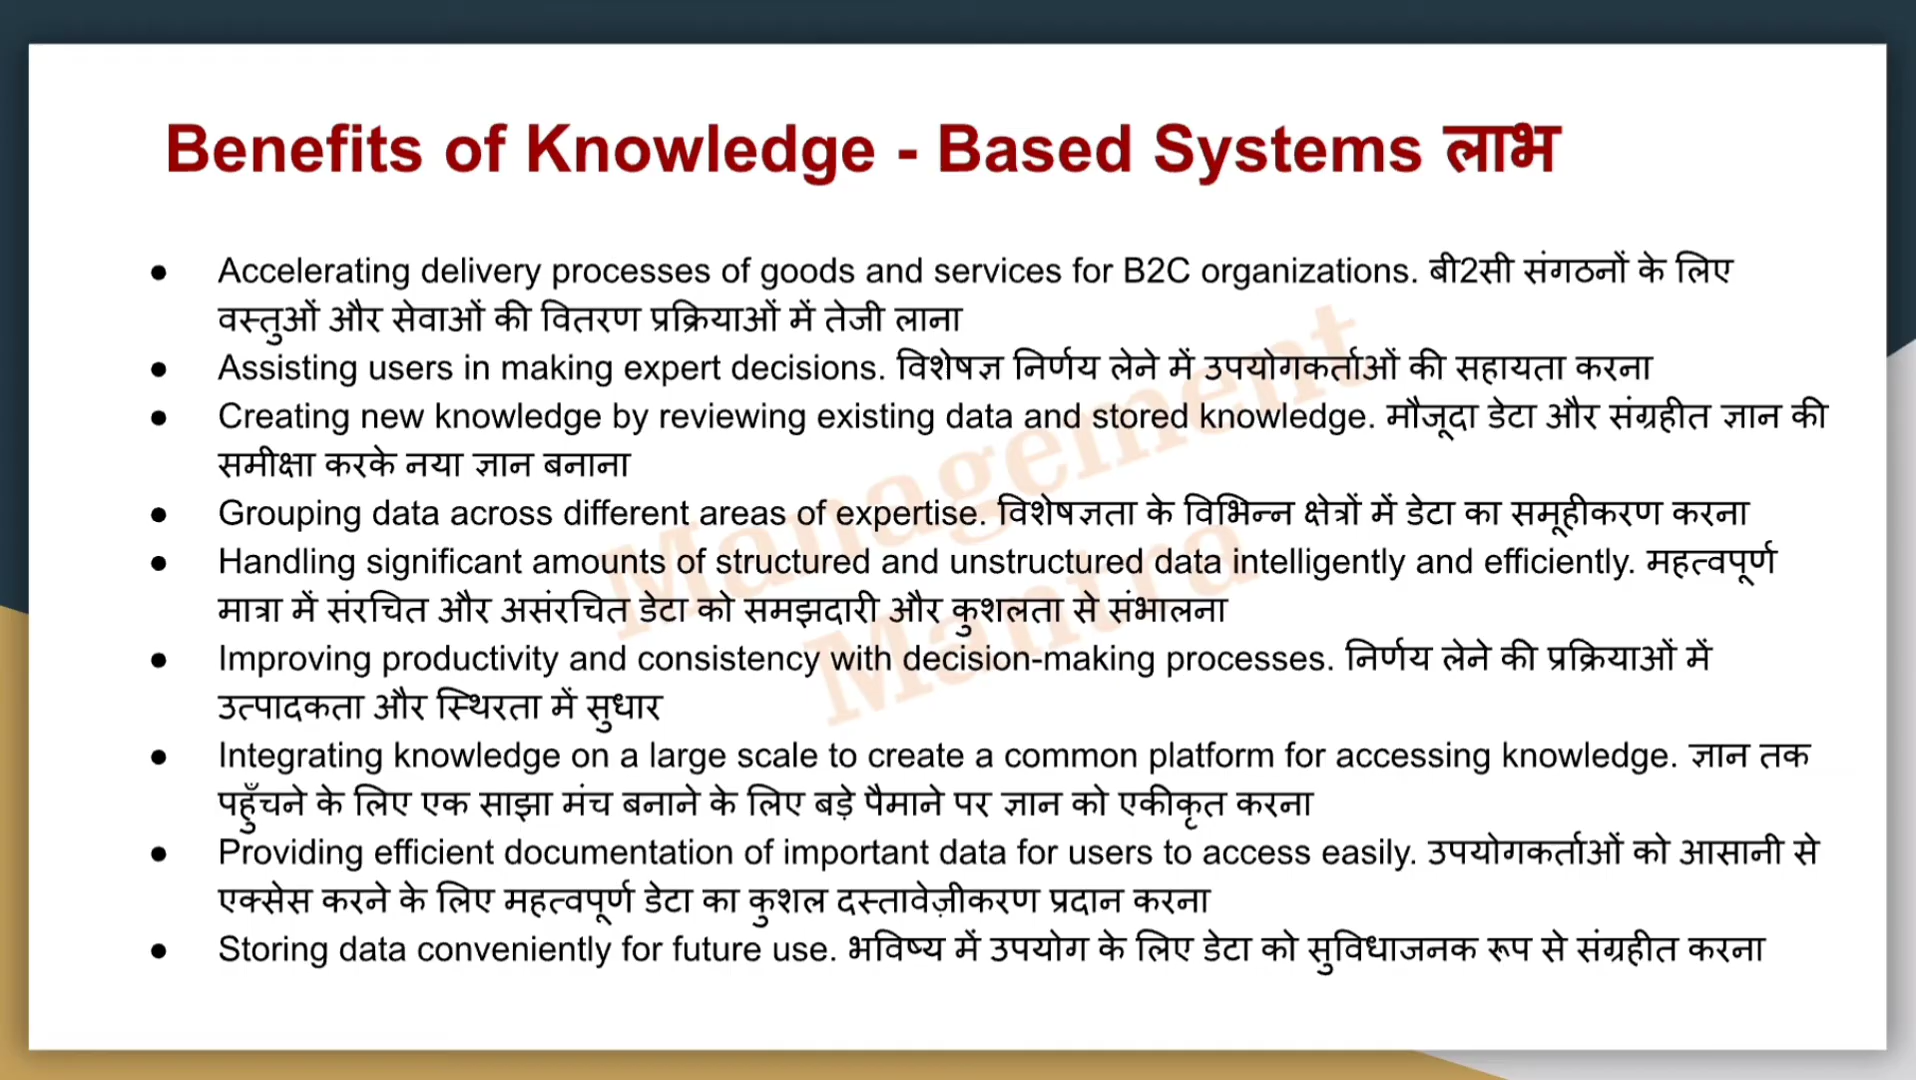 Benefits of Knowledge - Based Systems लाभ
● Accelerating delivery processes of goods and services for B2C organizations. बी2सी संगठनों के लिए
वस्तुओं और सेवाओं की वितरण प्रक्रियाओं में तेजी लाना
● Assisting users in making expert decisions. विशेषज्ञ निर्णय लेने में उपयोगकर्ताओं की सहायता करना
● Creating new knowledge by reviewing existing data and stored knowledge. मौजूदा डेटा और संग्रहीत ज्ञान की
समीक्षा करके नया ज्ञान बनाना
● Grouping data across different areas of expertise. विशेषज्ञता के विभिन्न क्षेत्रों में डेटा का समूहीकरण करना
● Handling significant amounts of structured and unstructured data intelligently and efficiently. महत्वपूर्ण
मात्रा में संरचित और असंरचित डेटा को समझदारी और कुशलता से संभालना
● Improving productivity and consistency with decision-making processes. निर्णय लेने की प्रक्रियाओं में
उत्पादकता और स्थिरता में सुधार
● Integrating knowledge on a large scale to create a common platform for accessing knowledge. ज्ञान तक
पहुँचने के लिए एक साझा मंच बनाने के लिए बड़े पैमाने पर ज्ञान को एकीकृत करना
● Providing efficient documentation of important data for users to access easily. उपयोगकर्ताओं को आसानी से
एक्सेस करने के लिए महत्वपूर्ण डेटा का कुशल दस्तावेज़ीकरण प्रदान करना
● Storing data conveniently for future use. भविष्य में उपयोग के लिए डेटा को सुविधाजनक रूप से संग्रहीत करना
Management
Mantra